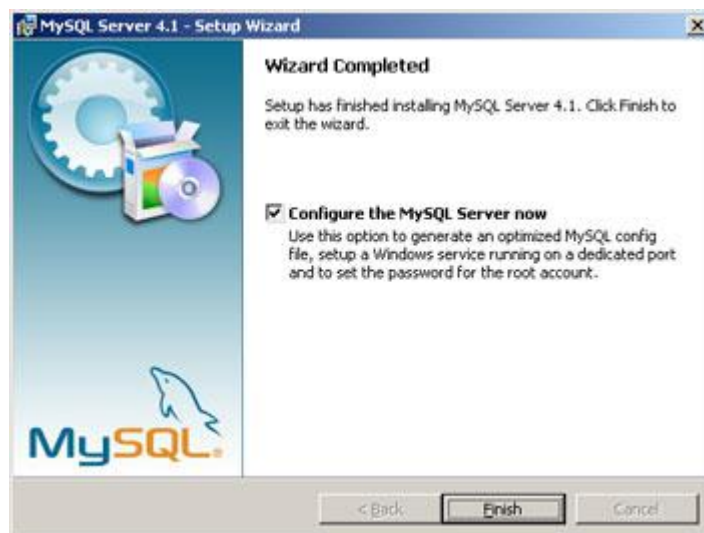 MySQL Server 4.1 - Setup Wizard
Wizard Completed
Setup has finished installing MySQL Server 4.1. Click Finish to
exit the wizard.
Configure the MySQL Server now
Use this option to generate an optimized MySQL config
file, setup a Windows service running on a dedicated port
and to set the password for the root account.
MySQL.
< Back Finish Cancel